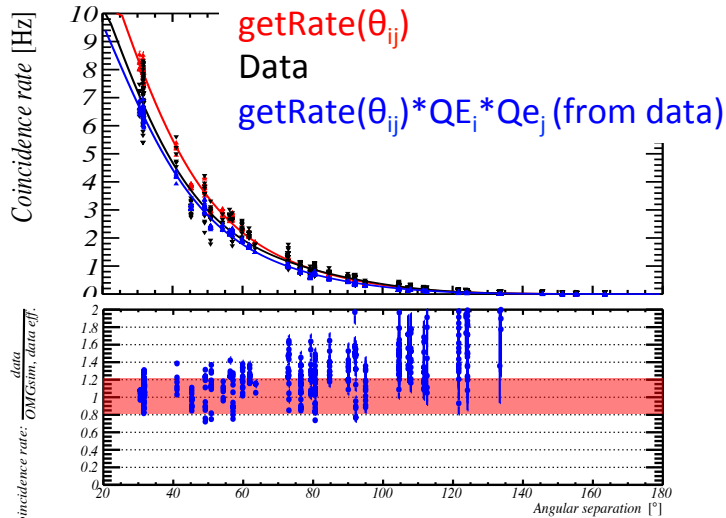 getRate(θij)
Data
getRate(θij)*QEi*Qej (from data)
Coincidence rate [Hz]
10
9
8
7
6
5
4
3
2
1
0
data
OMGsim, data eff.
oincidence rate:
2
1.8
1.6
1.4
1.2
1
0.8
0.6
0.4
0.2
0
20 40 60 80 100 120 140 160 180
Angular separation [°]